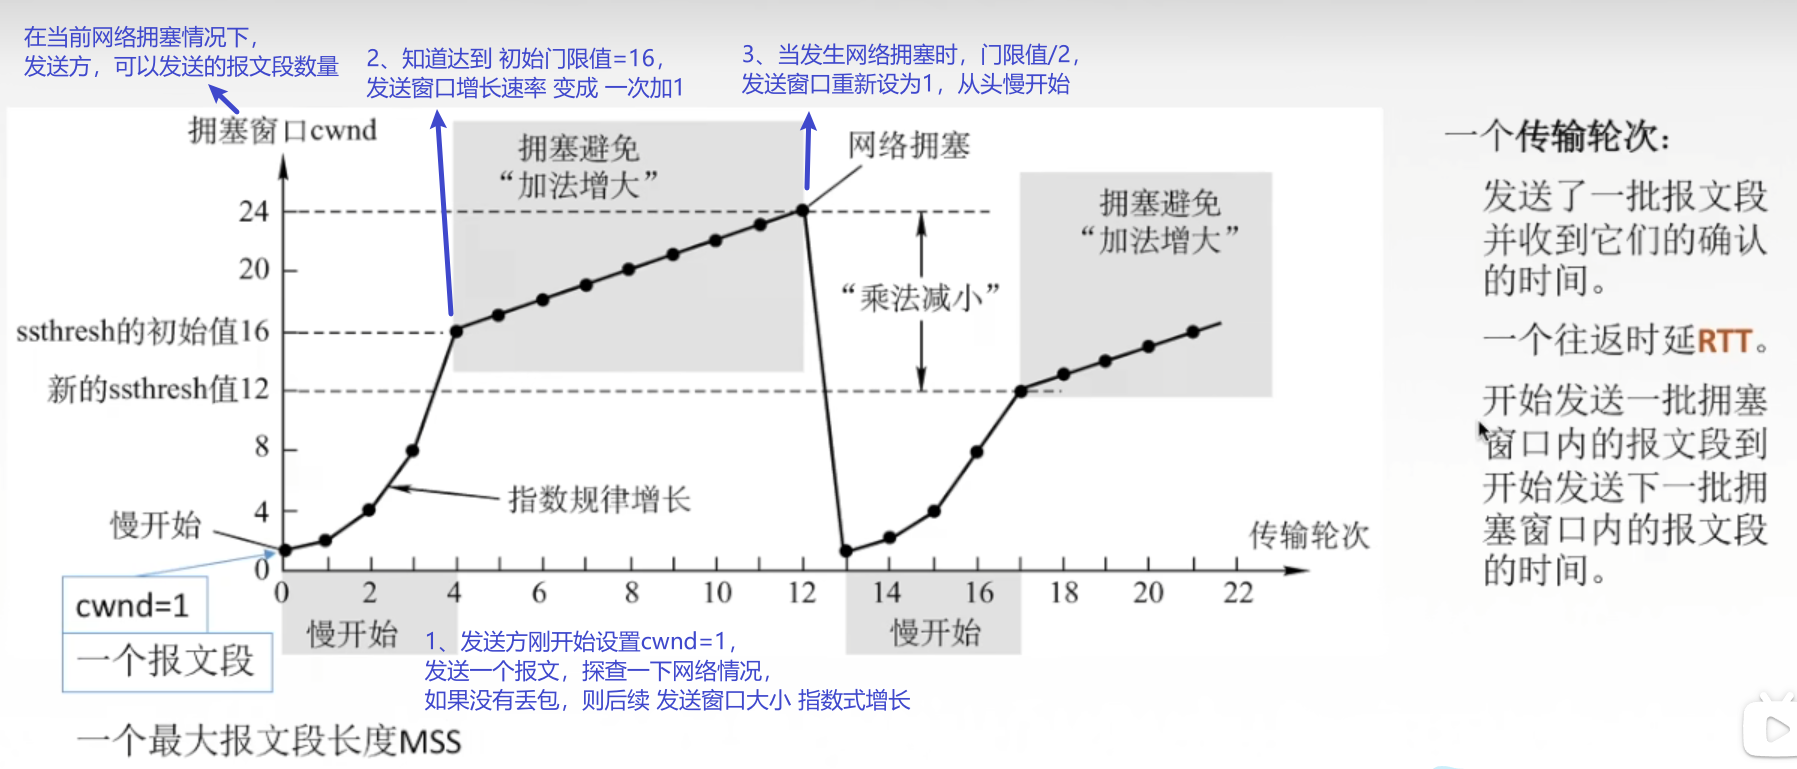 在当前网络拥塞情况下，
发送方，可以发送的报文段数量
2、知道达到 初始门限值=16，
发送窗口增长速率 变成 一次加1
3、当发生网络拥塞时，门限值/2，
发送窗口重新设为1，从头慢开始
拥塞窗口cwnd
拥塞避免
“加法增大”
网络拥塞
24
20
ssthresh的初始值16
新的ssthresh值12
8
4
0
“乘法减小”
拥塞避免
“加法增大”
指数规律增长
慢开始
传输轮次
0 2 4 6 8 10 12 14 16 18 20 22
cwnd=1
一个报文段
慢开始
慢开始
1、发送方刚开始设置cwnd=1，
发送一个报文，探查一下网络情况，
如果没有丢包，则后续 发送窗口大小 指数式增长
一个最大报文段长度MSS
一个传输轮次：
发送了一批报文段
并收到它们的确认
的时间。
一个往返时延RTT。
开始发送一批拥塞
窗口内的报文段到
开始发送下一批拥
塞窗口内的报文段
的时间。